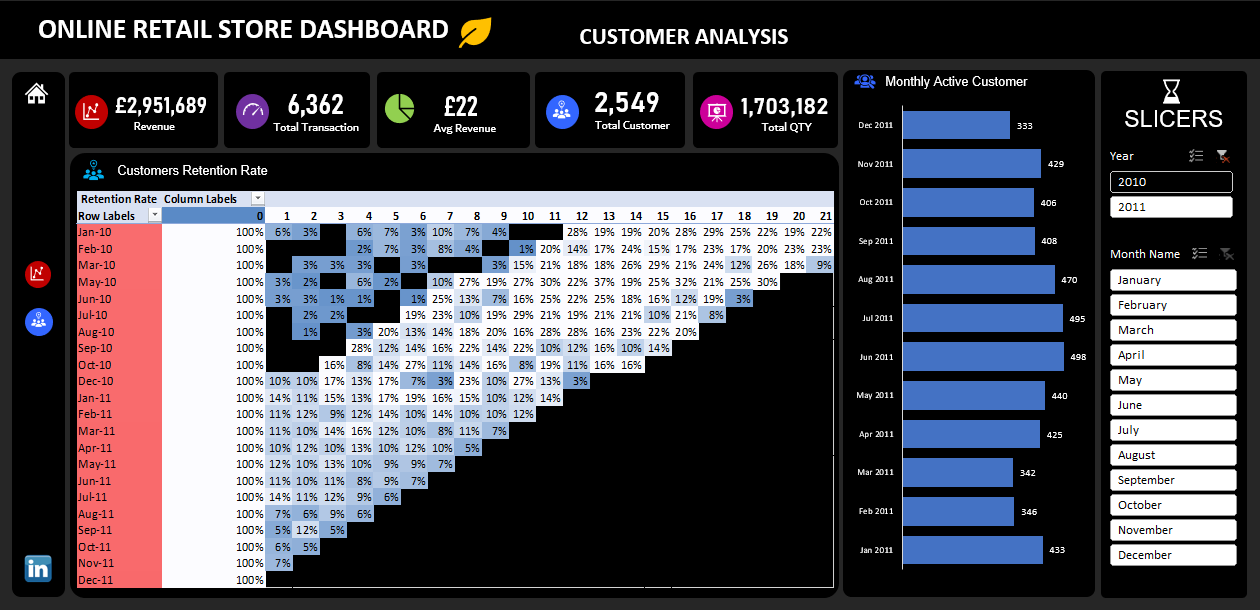 ONLINE RETAIL STORE DASHBOARD
CUSTOMER ANALYSIS
£2,951,689
Revenue
6,362
Total Transaction
£22
Avg Revenue
2,549
Total Customer
1,703,182
Total QTY
Customers Retention Rate
Retention Rate Column Labels
Row Labels 0 1 2 3 4 5 6 7 8 9 10 11 12 13 14 15 16 17 18 19 20 21
Jan-10 100% 6% 3% 6% 7% 3% 10% 7% 4% 28% 19% 19% 20% 28% 29% 25% 22% 19% 22%
Feb-10 100% 2% 7% 3% 8% 4% 1% 20% 14% 17% 24% 15% 17% 23% 17% 20% 23% 23%
Mar-10 100% 3% 3% 3% 3% 3% 15% 21% 18% 18% 26% 29% 21% 24% 12% 26% 18% 9%
May-10 100% 3% 2% 6% 2% 10% 27% 19% 27% 30% 22% 37% 19% 25% 32% 21% 25% 30%
Jun-10 100% 3% 3% 1% 1% 1% 25% 13% 7% 16% 25% 22% 25% 18% 16% 12% 19% 3%
Jul-10 100% 2% 2% 19% 23% 10% 19% 29% 21% 19% 21% 21% 10% 21% 8%
Aug-10 100% 1% 3% 20% 13% 14% 18% 20% 16% 28% 28% 16% 23% 22% 20%
Sep-10 100% 28% 12% 14% 16% 22% 14% 22% 10% 12% 16% 10% 14%
Oct-10 100% 16% 8% 14% 27% 11% 14% 16% 8% 19% 11% 16% 16%
Dec-10 100% 10% 10% 17% 13% 17% 7% 3% 23% 10% 27% 13% 3%
Jan-11 100% 14% 11% 15% 13% 17% 19% 16% 15% 10% 12% 14%
Feb-11 100% 11% 12% 9% 12% 14% 10% 14% 10% 10% 12%
Mar-11 100% 11% 10% 14% 16% 12% 10% 8% 11% 7%
Apr-11 100% 10% 12% 10% 13% 10% 12% 10% 5%
May-11 100% 12% 10% 13% 10% 9% 9% 7%
Jun-11 100% 11% 10% 11% 8% 9% 7%
Jul-11 100% 14% 11% 12% 9% 6%
Aug-11 100% 7% 6% 9% 6%
Sep-11 100% 5% 12% 5%
Oct-11 100% 6% 5%
Nov-11 100% 7%
Dec-11 100%
in
Monthly Active Customer
Dec 2011 333
Nov 2011 429
Oct 2011 406
Sep 2011 408
Aug 2011 470
Jul 2011 495
Jun 2011 498
May 2011 440
Apr 2011 425
Mar 2011 342
Feb 2011 346
Jan 2011 433
SLICERS
Year
2010
2011
Month Name
January
February
March
April
May
June
July
August
September
October
November
December